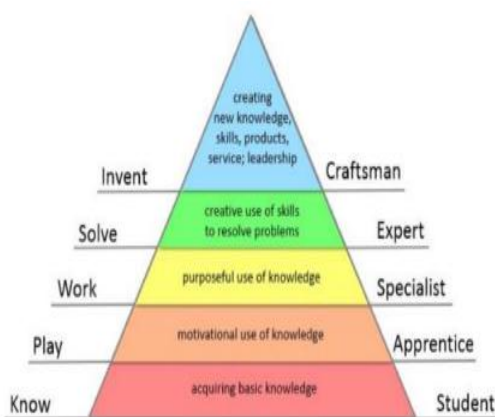 creating
new knowledge,
skills, products,
service; leadership
Invent
Craftsman
creative use of skills
to resolve problems
Solve
Expert
purposeful use of knowledge
Work
Specialist
motivational use of knowledge
Play
Apprentice
acquiring basic knowledge
Know
Student